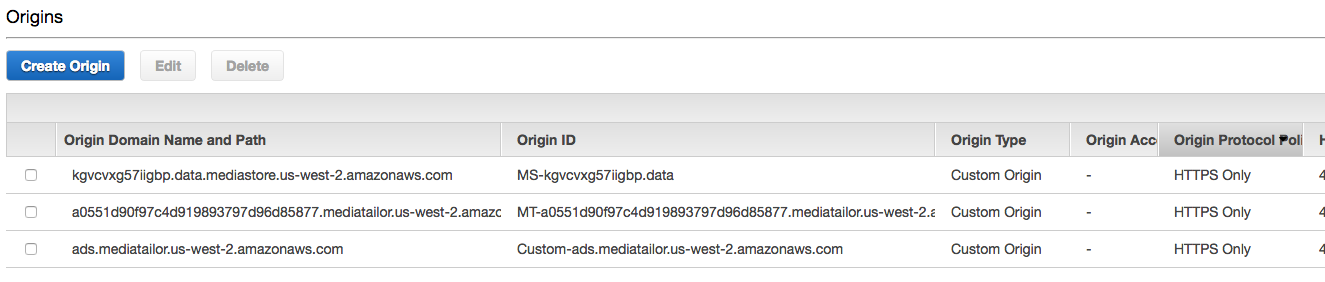 Origins
Create Origin Edit Delete
Origin Domain Name and Path Origin ID Origin Type Origin Acc Origin Protocol Poli H
kgvcvxg57iigbp.data.mediastore.us-west-2.amazonaws.com MS-kgvcvxg57iigbp.data Custom Origin - HTTPS Only 4
a0551d90f97c4d919893797d96d85877.mediatailor.us-west-2.amazo MT-a0551d90f97c4d919893797d96d85877.mediatailor.us-west-2.a Custom Origin - HTTPS Only 4
ads.mediatailor.us-west-2.amazonaws.com Custom-ads.mediatailor.us-west-2.amazonaws.com Custom Origin - HTTPS Only 4